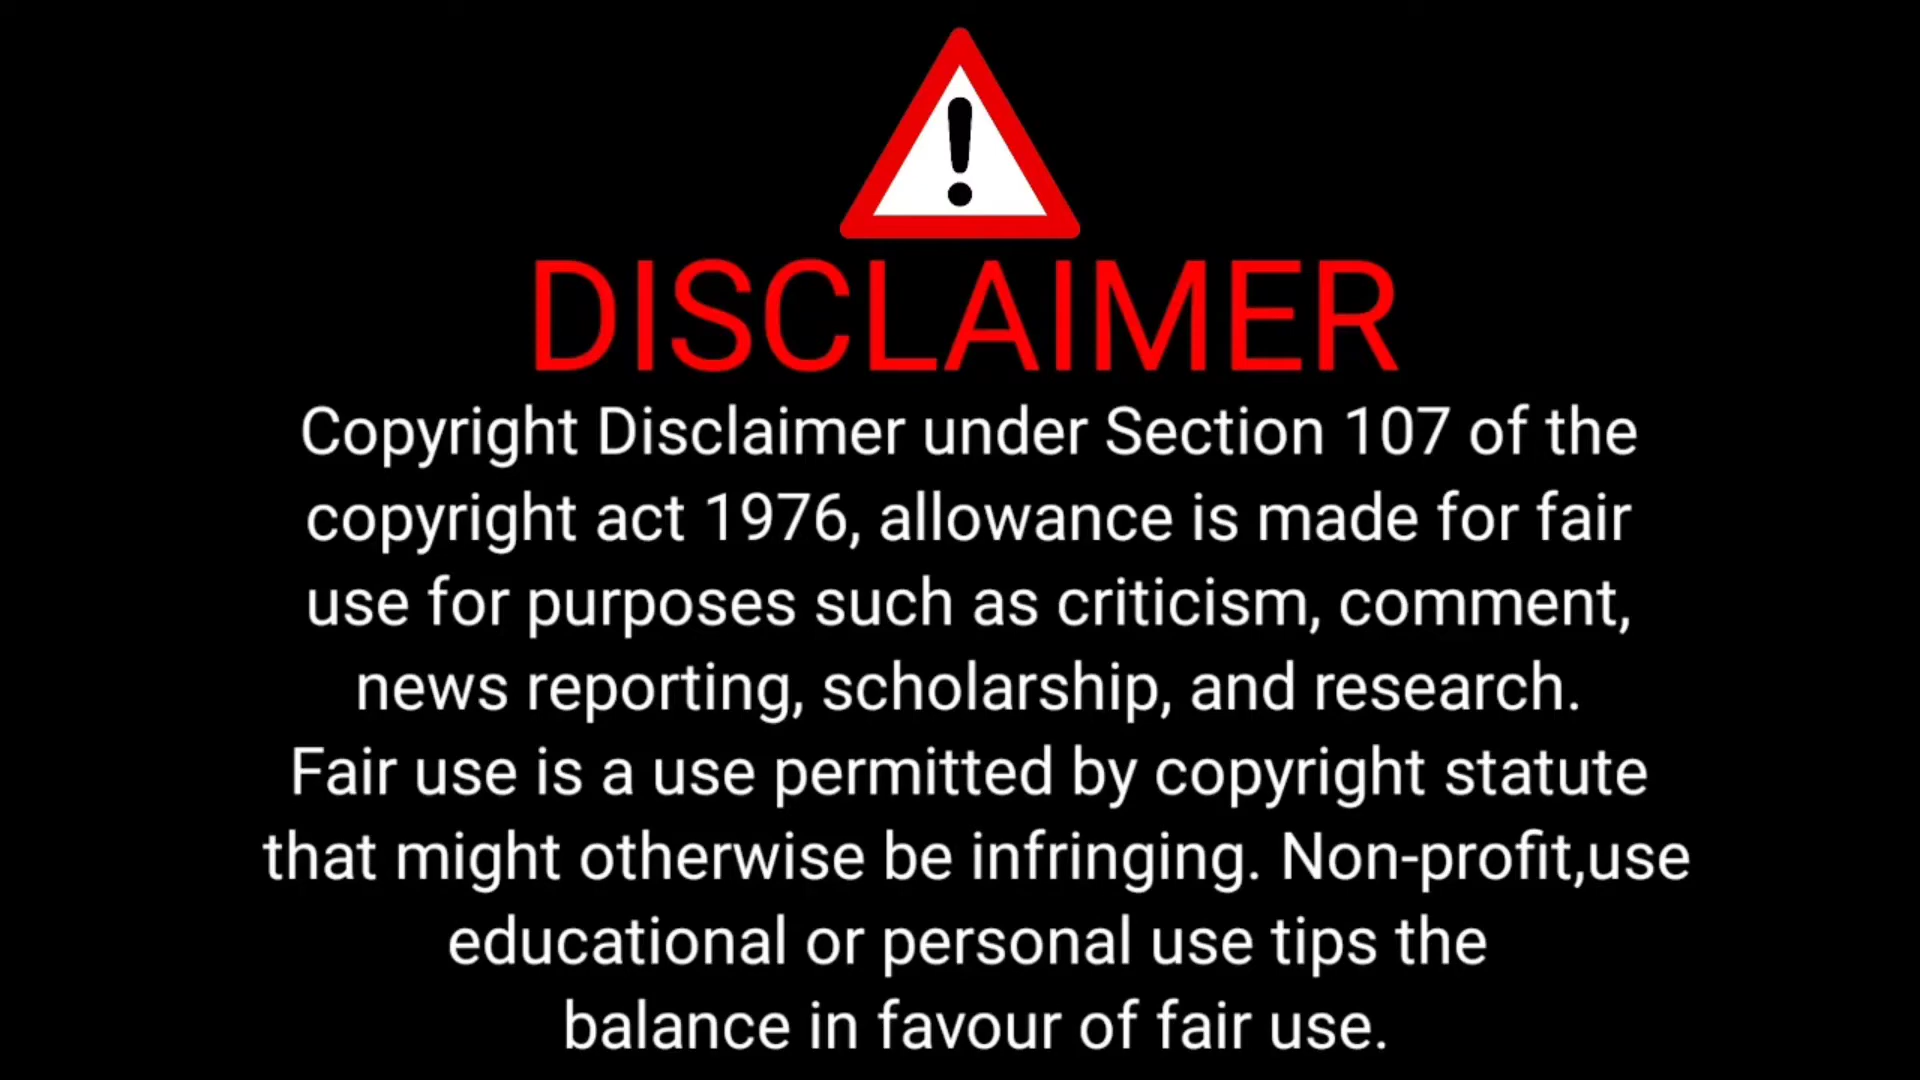 DISCLAIMER
Copyright Disclaimer under Section 107 of the
copyright act 1976, allowance is made for fair
use for purposes such as criticism, comment,
news reporting, scholarship, and research.
Fair use is a use permitted by copyright statute
that might otherwise be infringing. Non-profit,use
educational or personal use tips the
balance in favour of fair use.